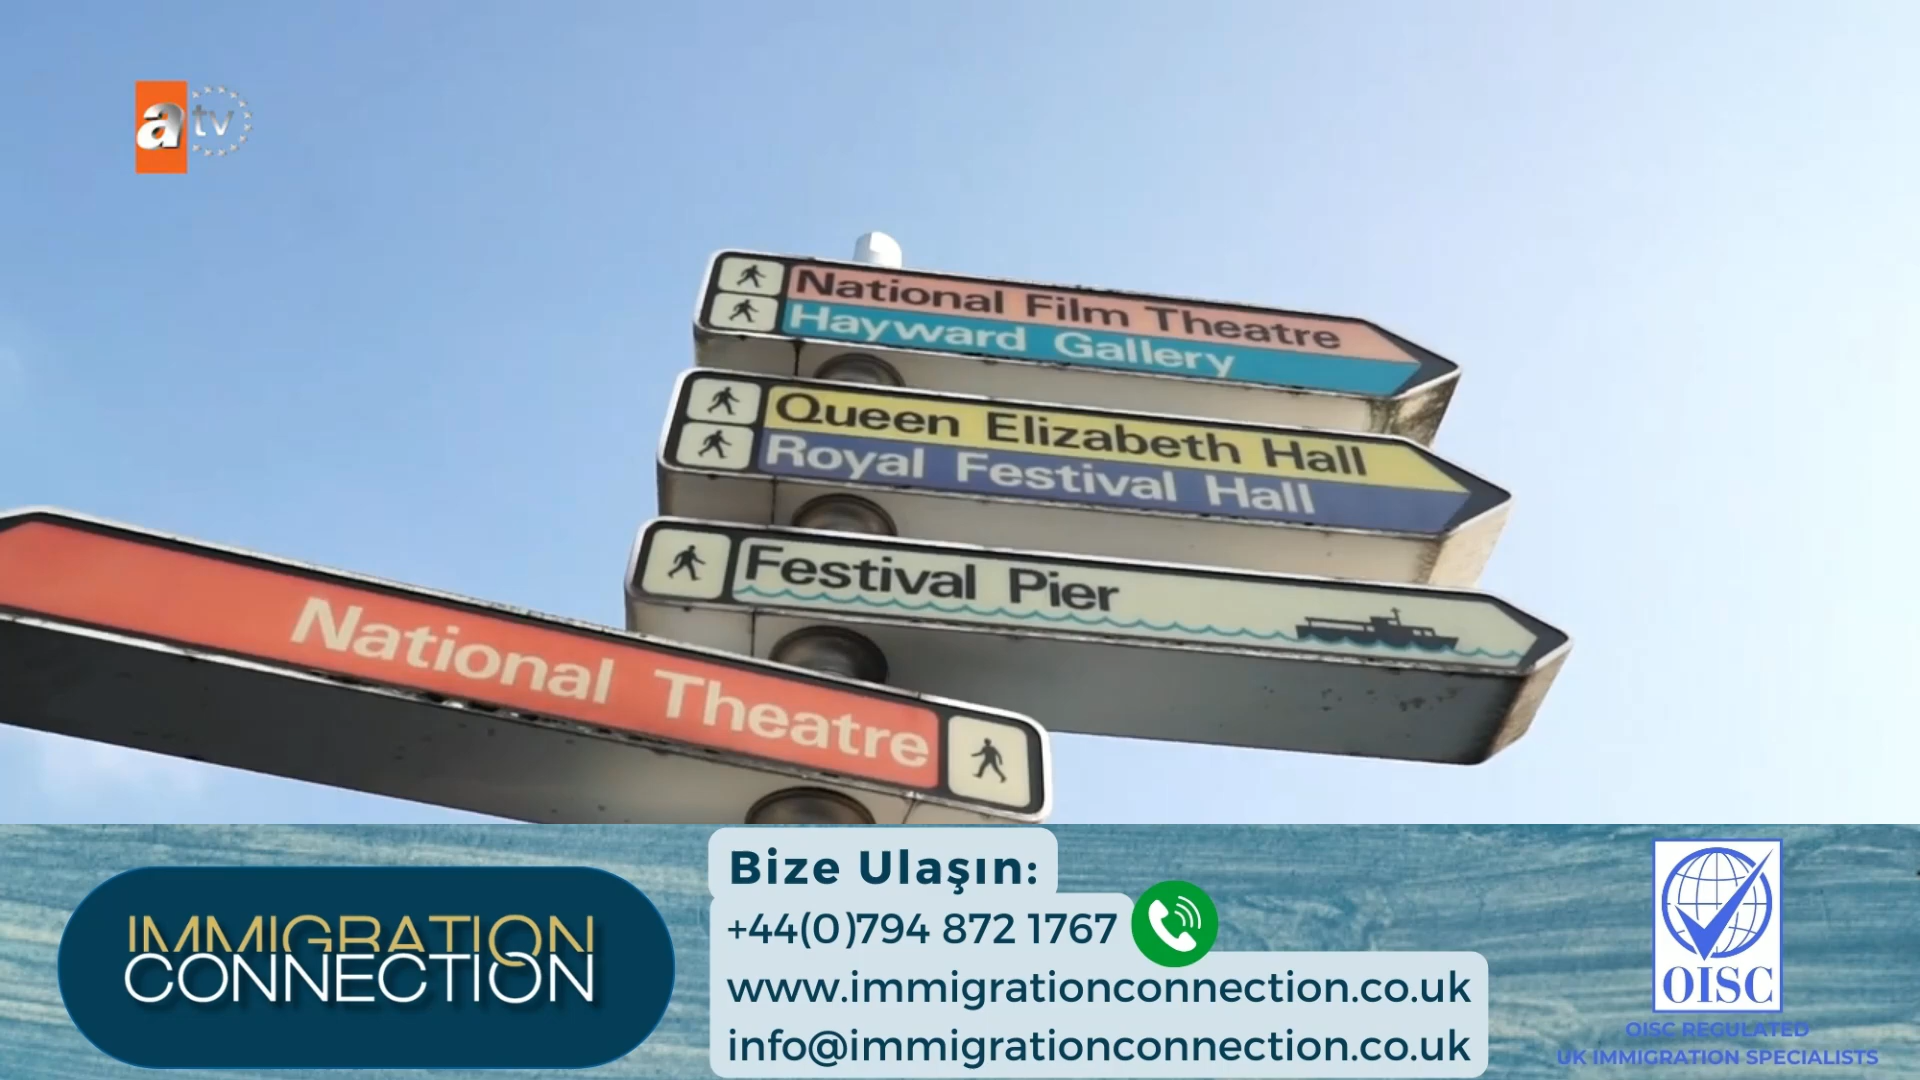 atv
National Film Theatre
Hayward Gallery
Queen Elizabeth Hall
Royal Festival Hall
Festival Pier
National Theatre
IMMIGRATION
CONNECTION
Bize Ulaşın:
+44(0)794 872 1767
www.immigrationconnection.co.uk
info@immigrationconnection.co.uk
OISC
OISC REGULATED
UK IMMIGRATION SPECIALISTS